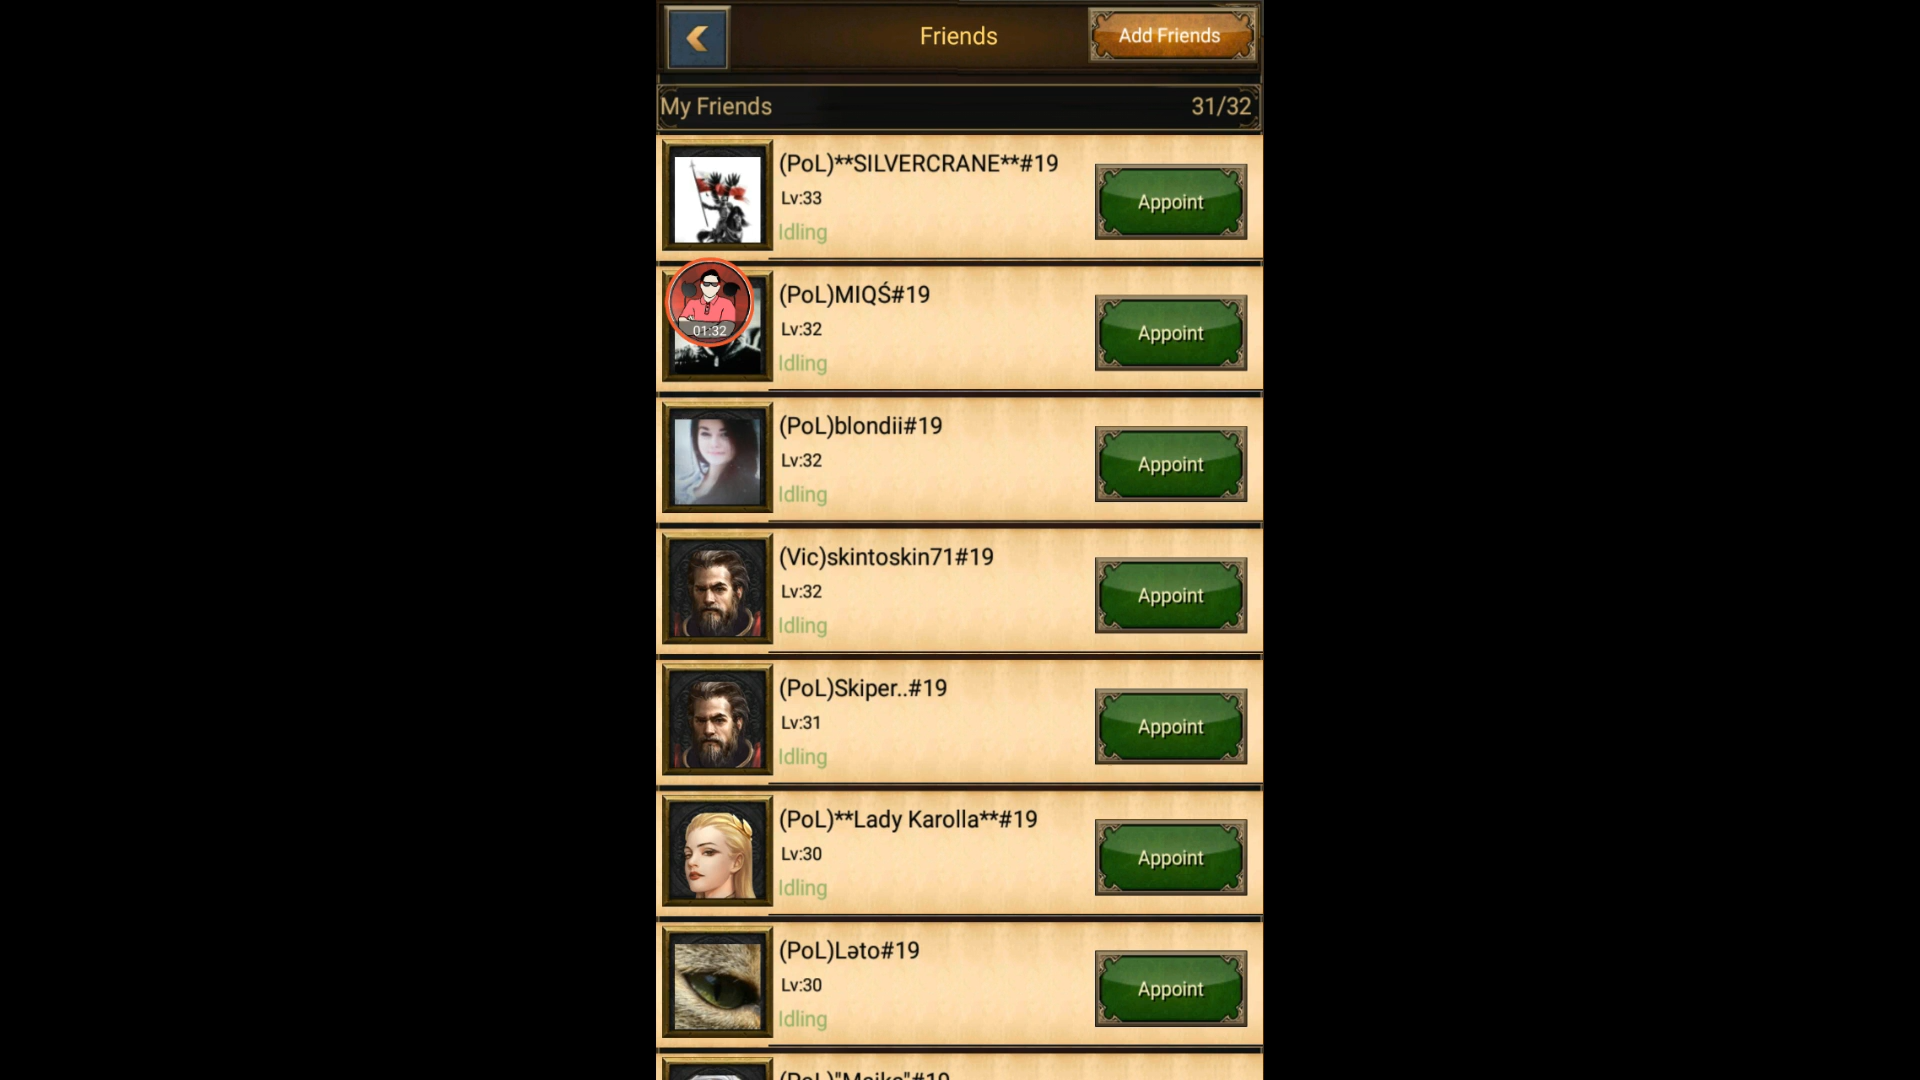 Friends
Add Friends
My Friends
31/32
(PoL)**SILVERCRANE**#19
Lv:33
Appoint
Idling
(PoL)MIQŚ#19
Lv:32
01:32
Appoint
Idling
(PoL)blondii#19
Lv:32
Appoint
Idling
(Vic)skintoskin71#19
Lv:32
Appoint
Idling
(PoL)Skiper..#19
Lv:31
Appoint
Idling
(PoL)**Lady Karolla**#19
Lv:30
Appoint
Idling
(PoL)Ləto#19
Lv:30
Appoint
Idling